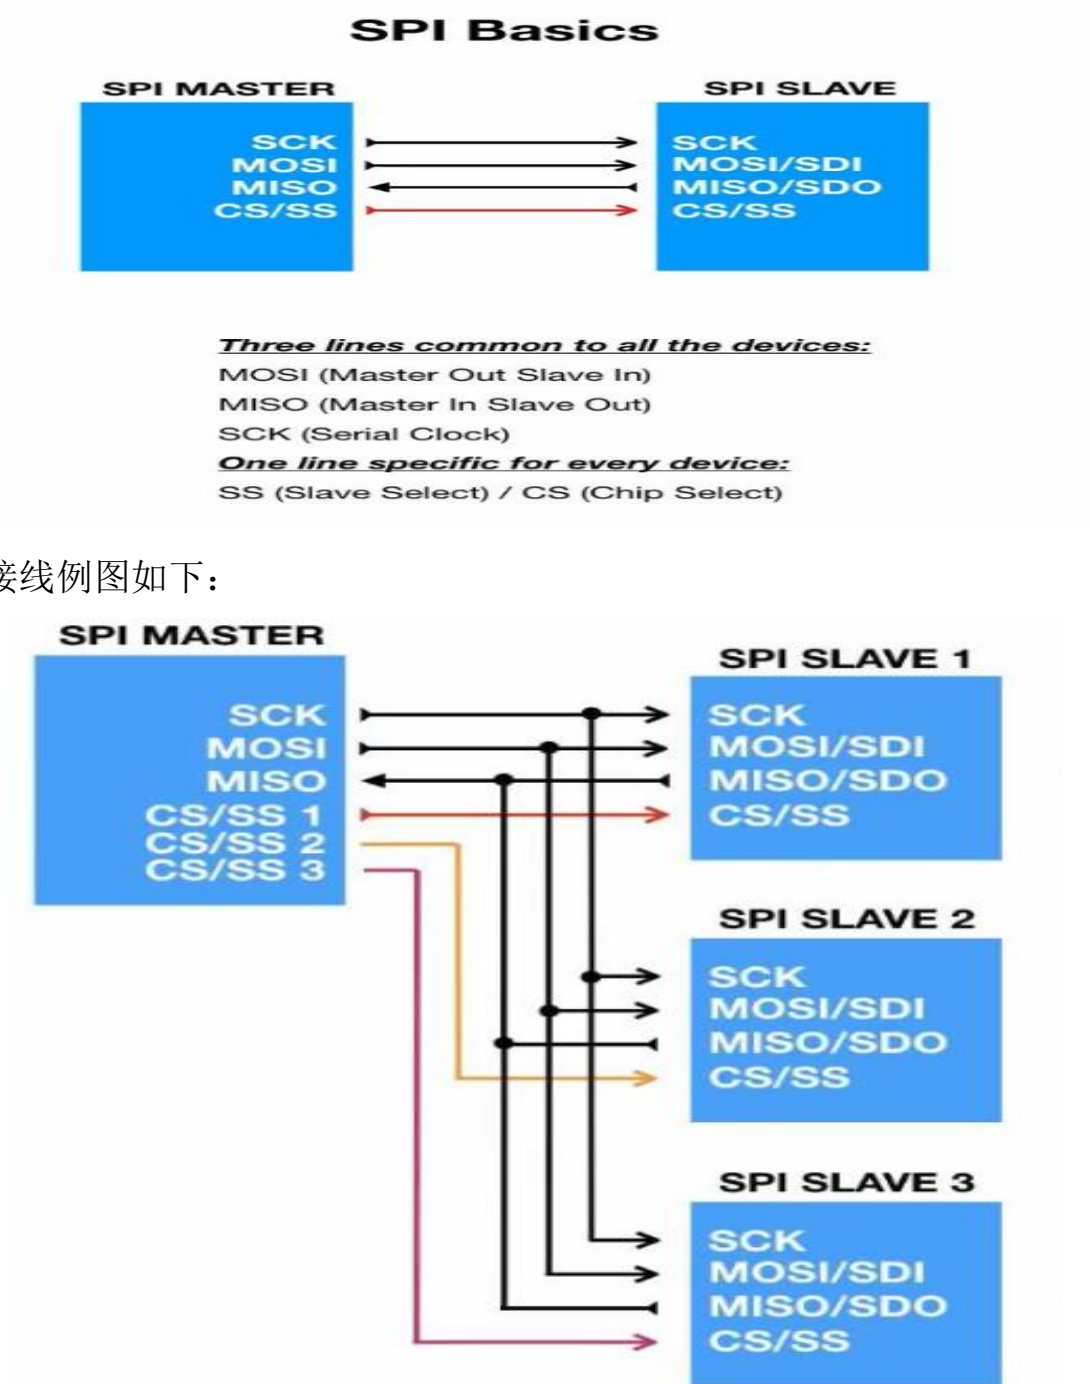 SPI Basics
SPI MASTER
SPI SLAVE
SCK
MOSI
MISO
CS/SS
SCK
MOSI/SDI
MISO/SDO
CS/SS
Three lines common to all the devices:
MOSI (Master Out Slave In)
MISO (Master In Slave Out)
SCK (Serial Clock)
One line specific for every device:
SS (Slave Select) / CS (Chip Select)
接线例图如下：
SPI MASTER
SCK
MOSI
MISO
CS/SS 1
CS/SS 2
CS/SS 3
SPI SLAVE 1
SCK
MOSI/SDI
MISO/SDO
CS/SS
SPI SLAVE 2
SCK
MOSI/SDI
MISO/SDO
CS/SS
SPI SLAVE 3
SCK
MOSI/SDI
MISO/SDO
CS/SS